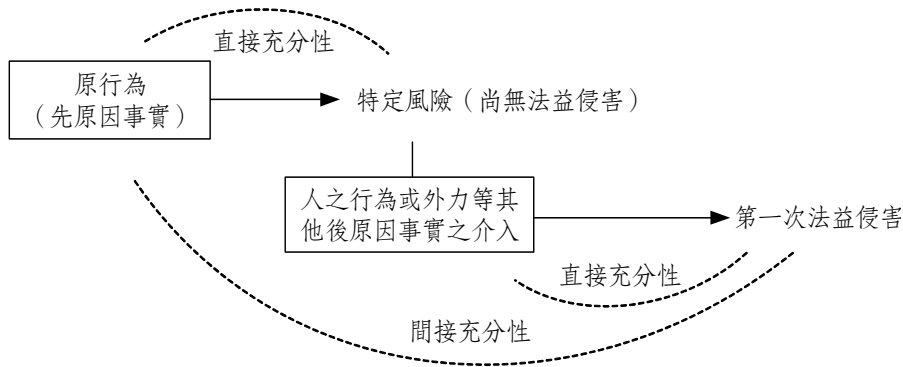 直接充分性
原行為
（先原因事實）
特定風險（尚無法益侵害）
人之行為或外力等其
他後原因事實之介入
第一次法益侵害
直接充分性
間接充分性